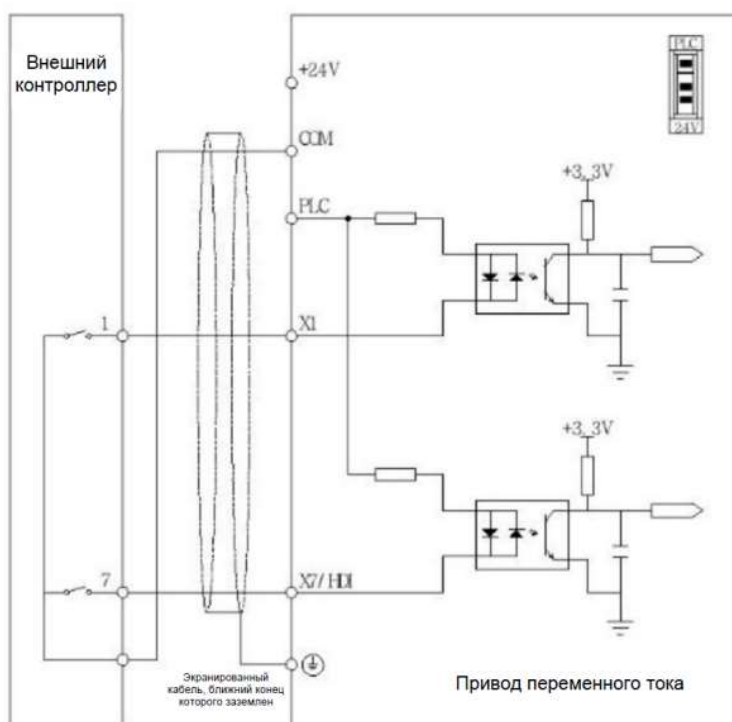 Внешний
контроллер
+24V
PLC
24V
COM
+3, 3V
PLC
1
X1
+3, 3V
7
X7/HDI
Экранированный
кабель, ближний конец
которого заземлен
Привод переменного тока